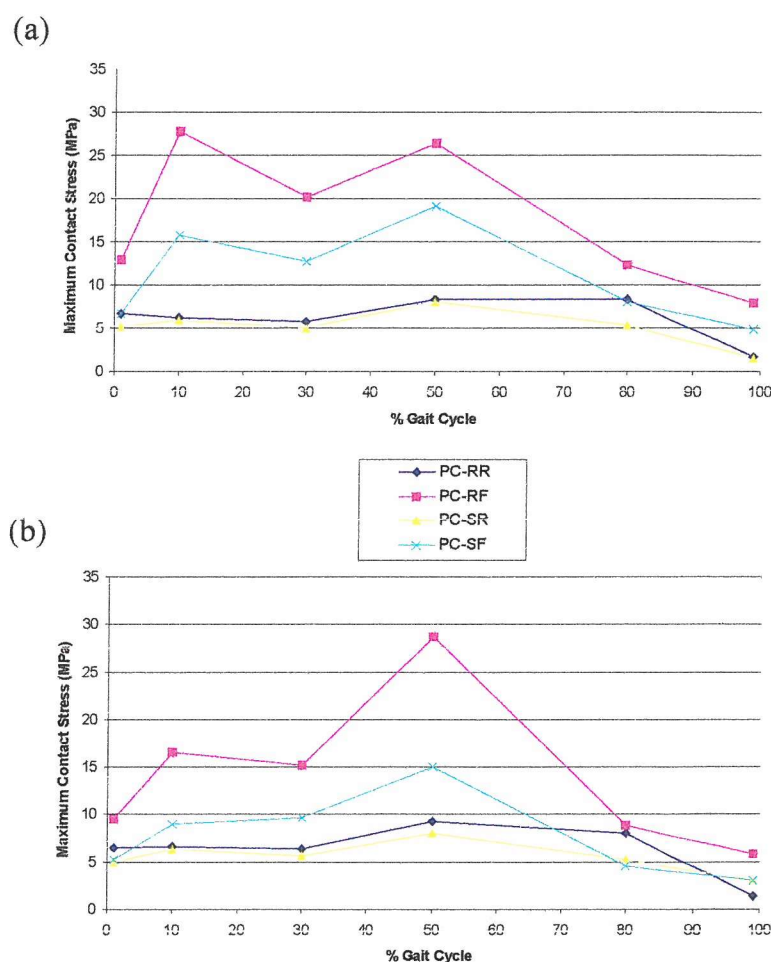 (a)
35
30
25
20
15
10
5
0
Maximum Contact Stress (MPa)
0 10 20 30 40 50 60 70 80 90 100
% Gait Cycle
PC-RR
PC-RF
PC-SR
PC-SF
(b)
35
30
25
20
15
10
5
0
Maximum Contact Stress (MPa)
0 10 20 30 40 50 60 70 80 90 100
% Gait Cycle